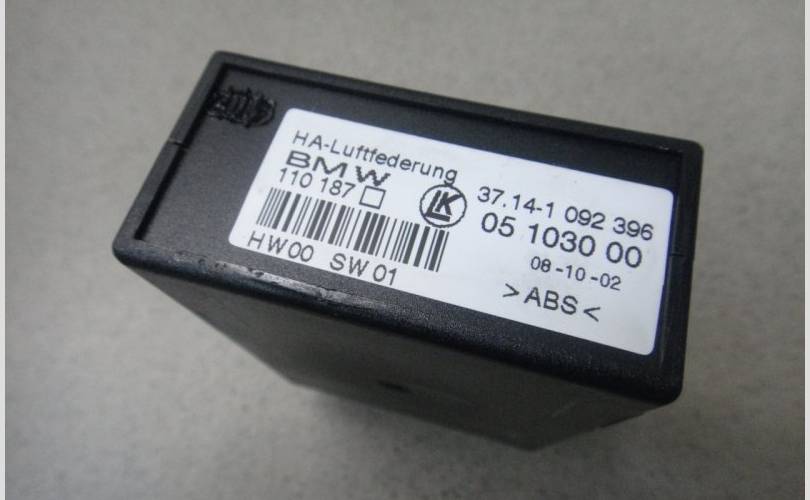 HA-Luftfederung
BMW
110 187
HW00 SW01
LK
37.14-1 092 396
05 1030 00
08-10-02
>ABS<